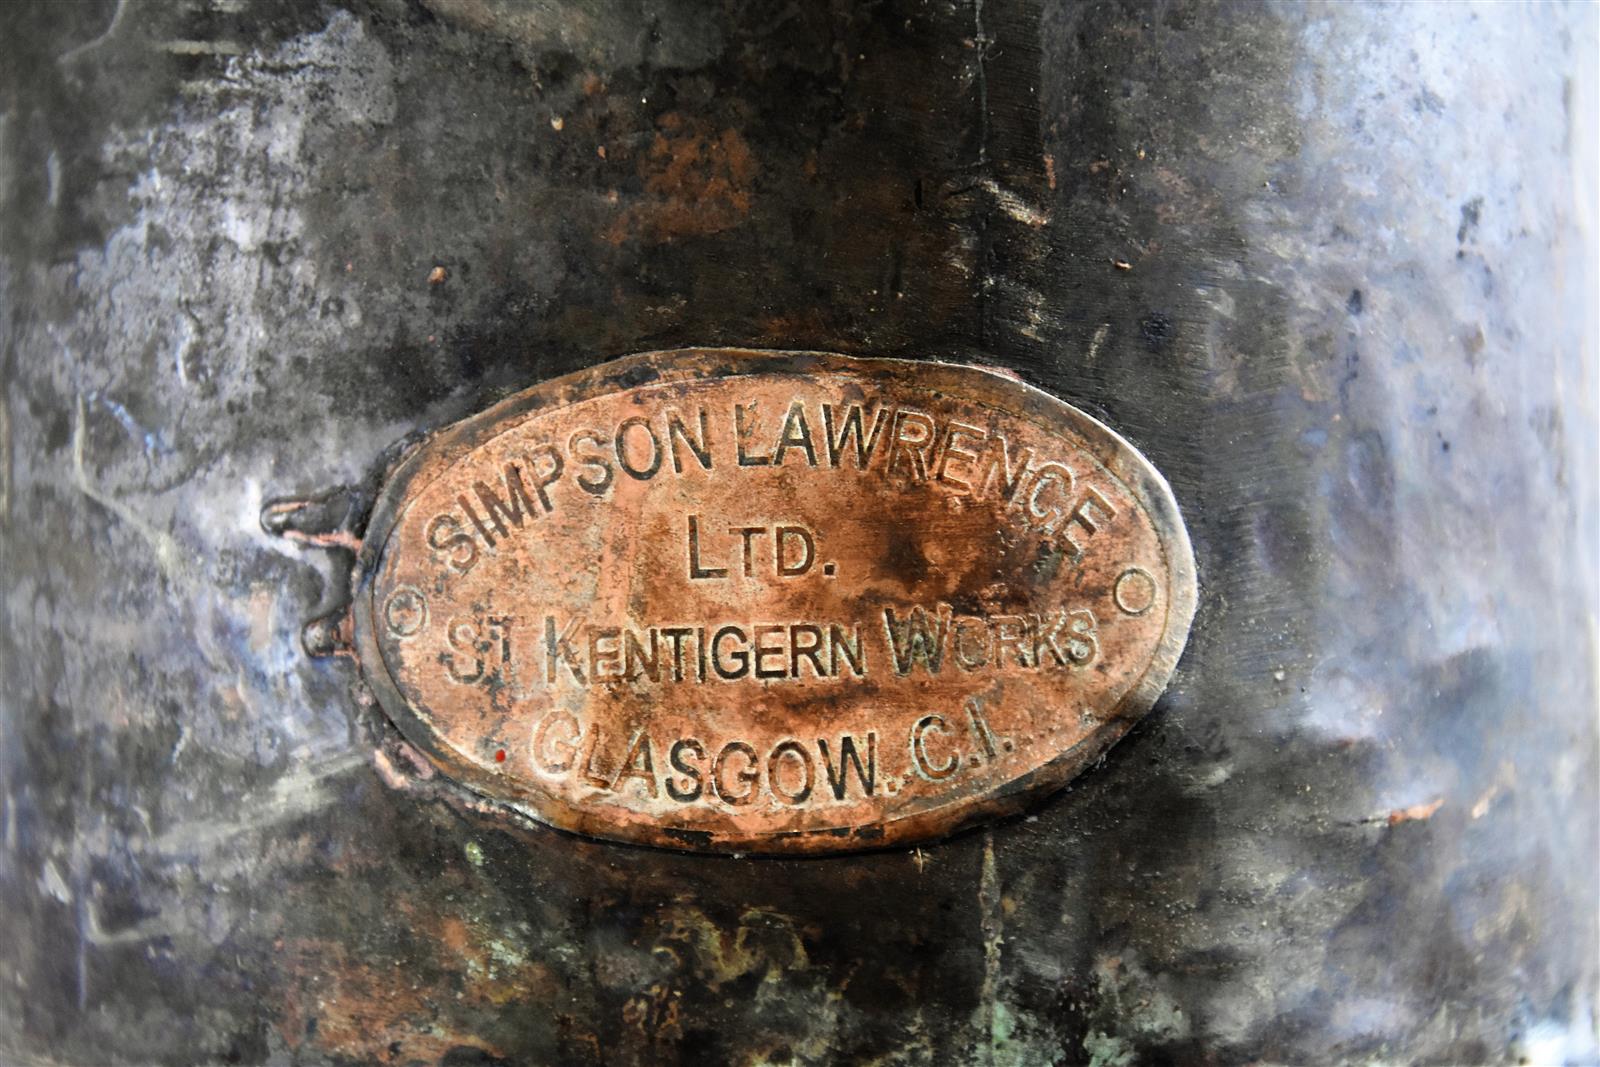 SIMPSON LAWRENCE
LTD.
ST KENTIGERN WORKS
GLASGOW. C.I.